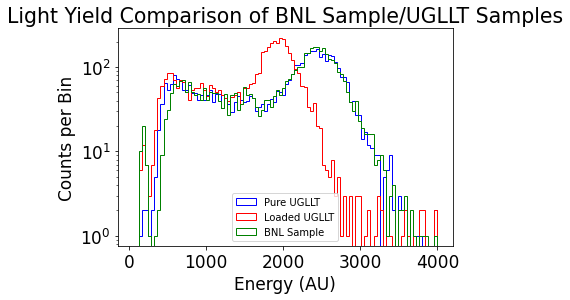 Light Yield Comparison of BNL Sample/UGLLT Samples
Counts per Bin
10²
10¹
10⁰
Pure UGLLT
Loaded UGLLT
BNL Sample
0 1000 2000 3000 4000
Energy (AU)